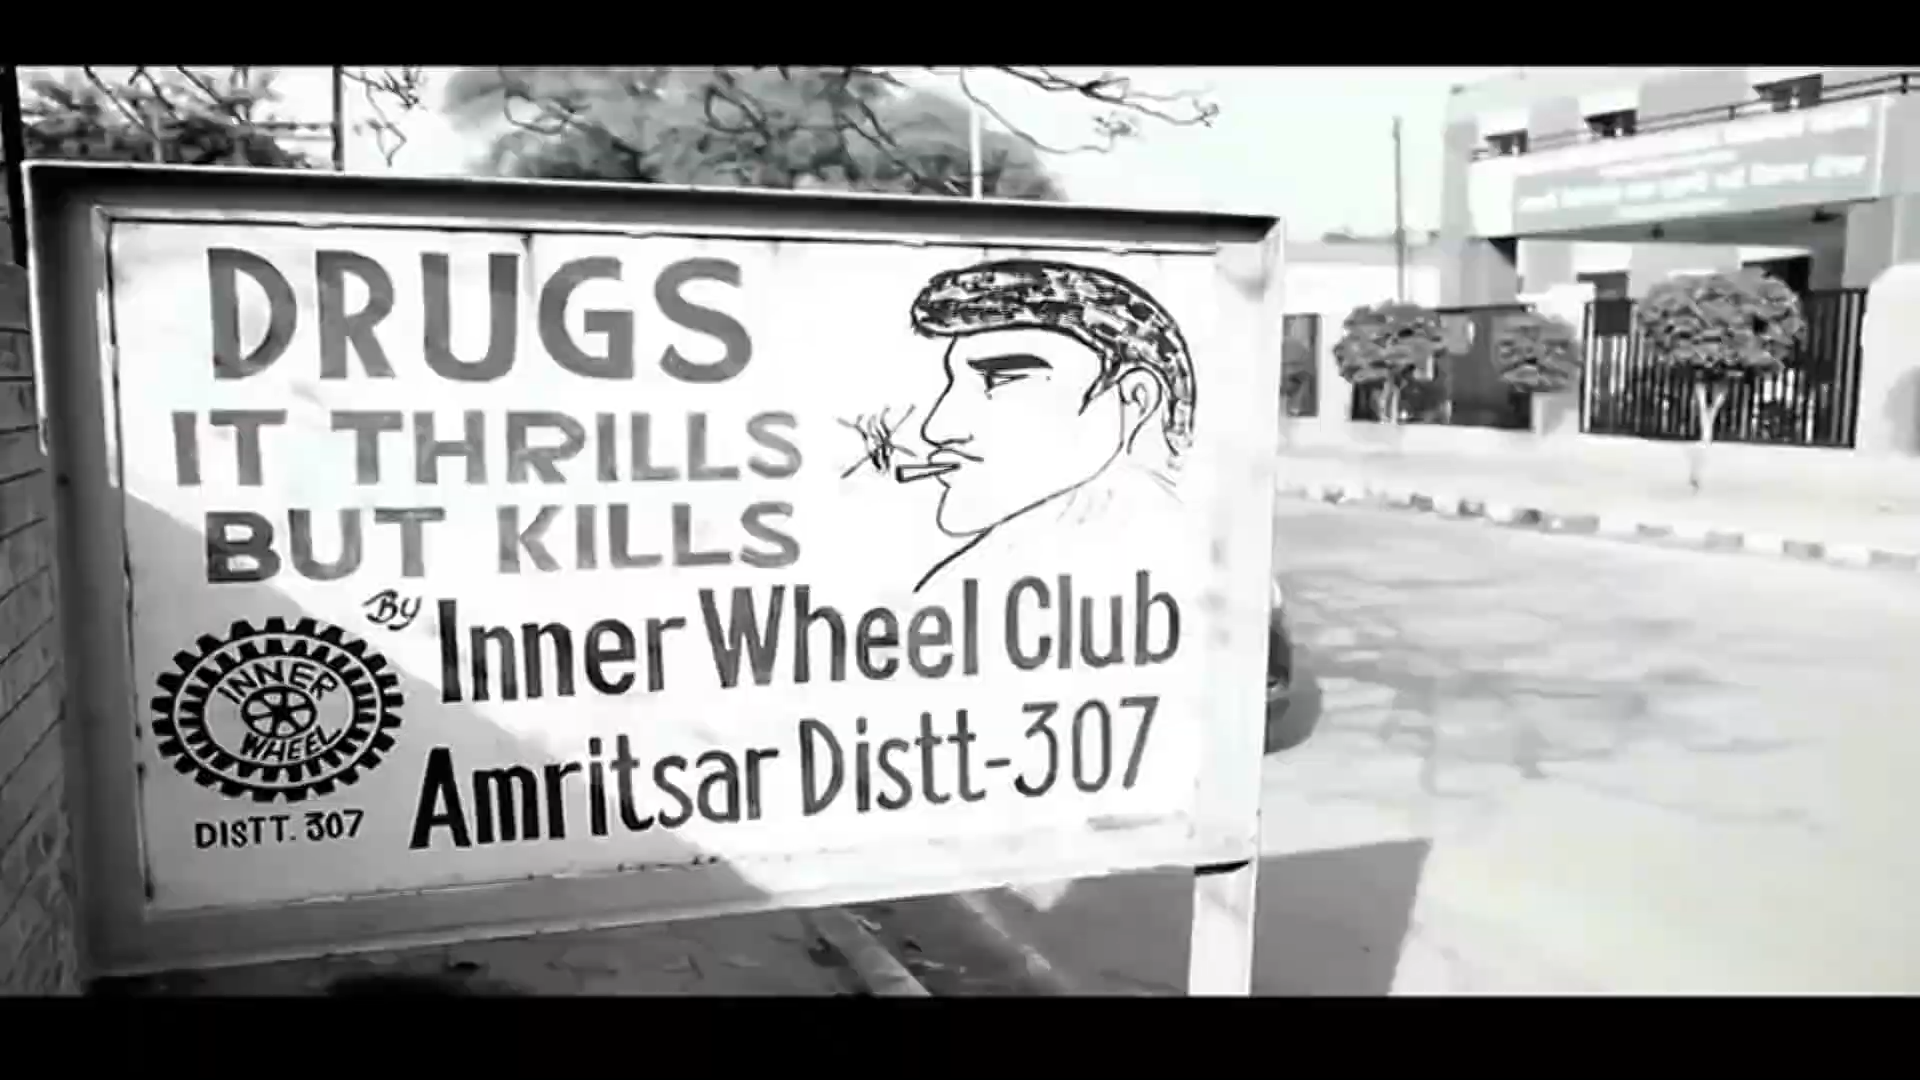 DRUGS
IT THRILLS
BUT KILLS
By Inner Wheel Club
Amritsar Distt-307
INNER
WHEEL
DISTT. 307